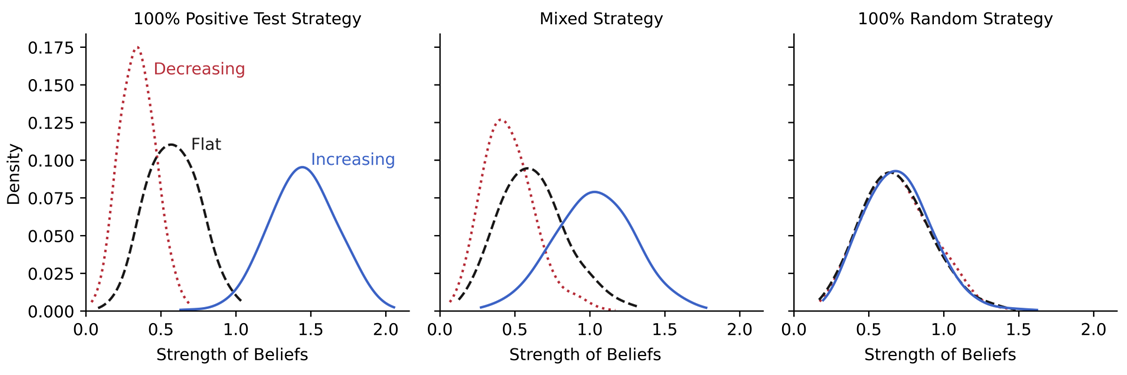 100% Positive Test Strategy
Mixed Strategy
100% Random Strategy
Density
0.175
0.150
0.125
0.100
0.075
0.050
0.025
0.000
Decreasing
Flat
Increasing
0.0 0.5 1.0 1.5 2.0
Strength of Beliefs
0.0 0.5 1.0 1.5 2.0
Strength of Beliefs
0.0 0.5 1.0 1.5 2.0
Strength of Beliefs